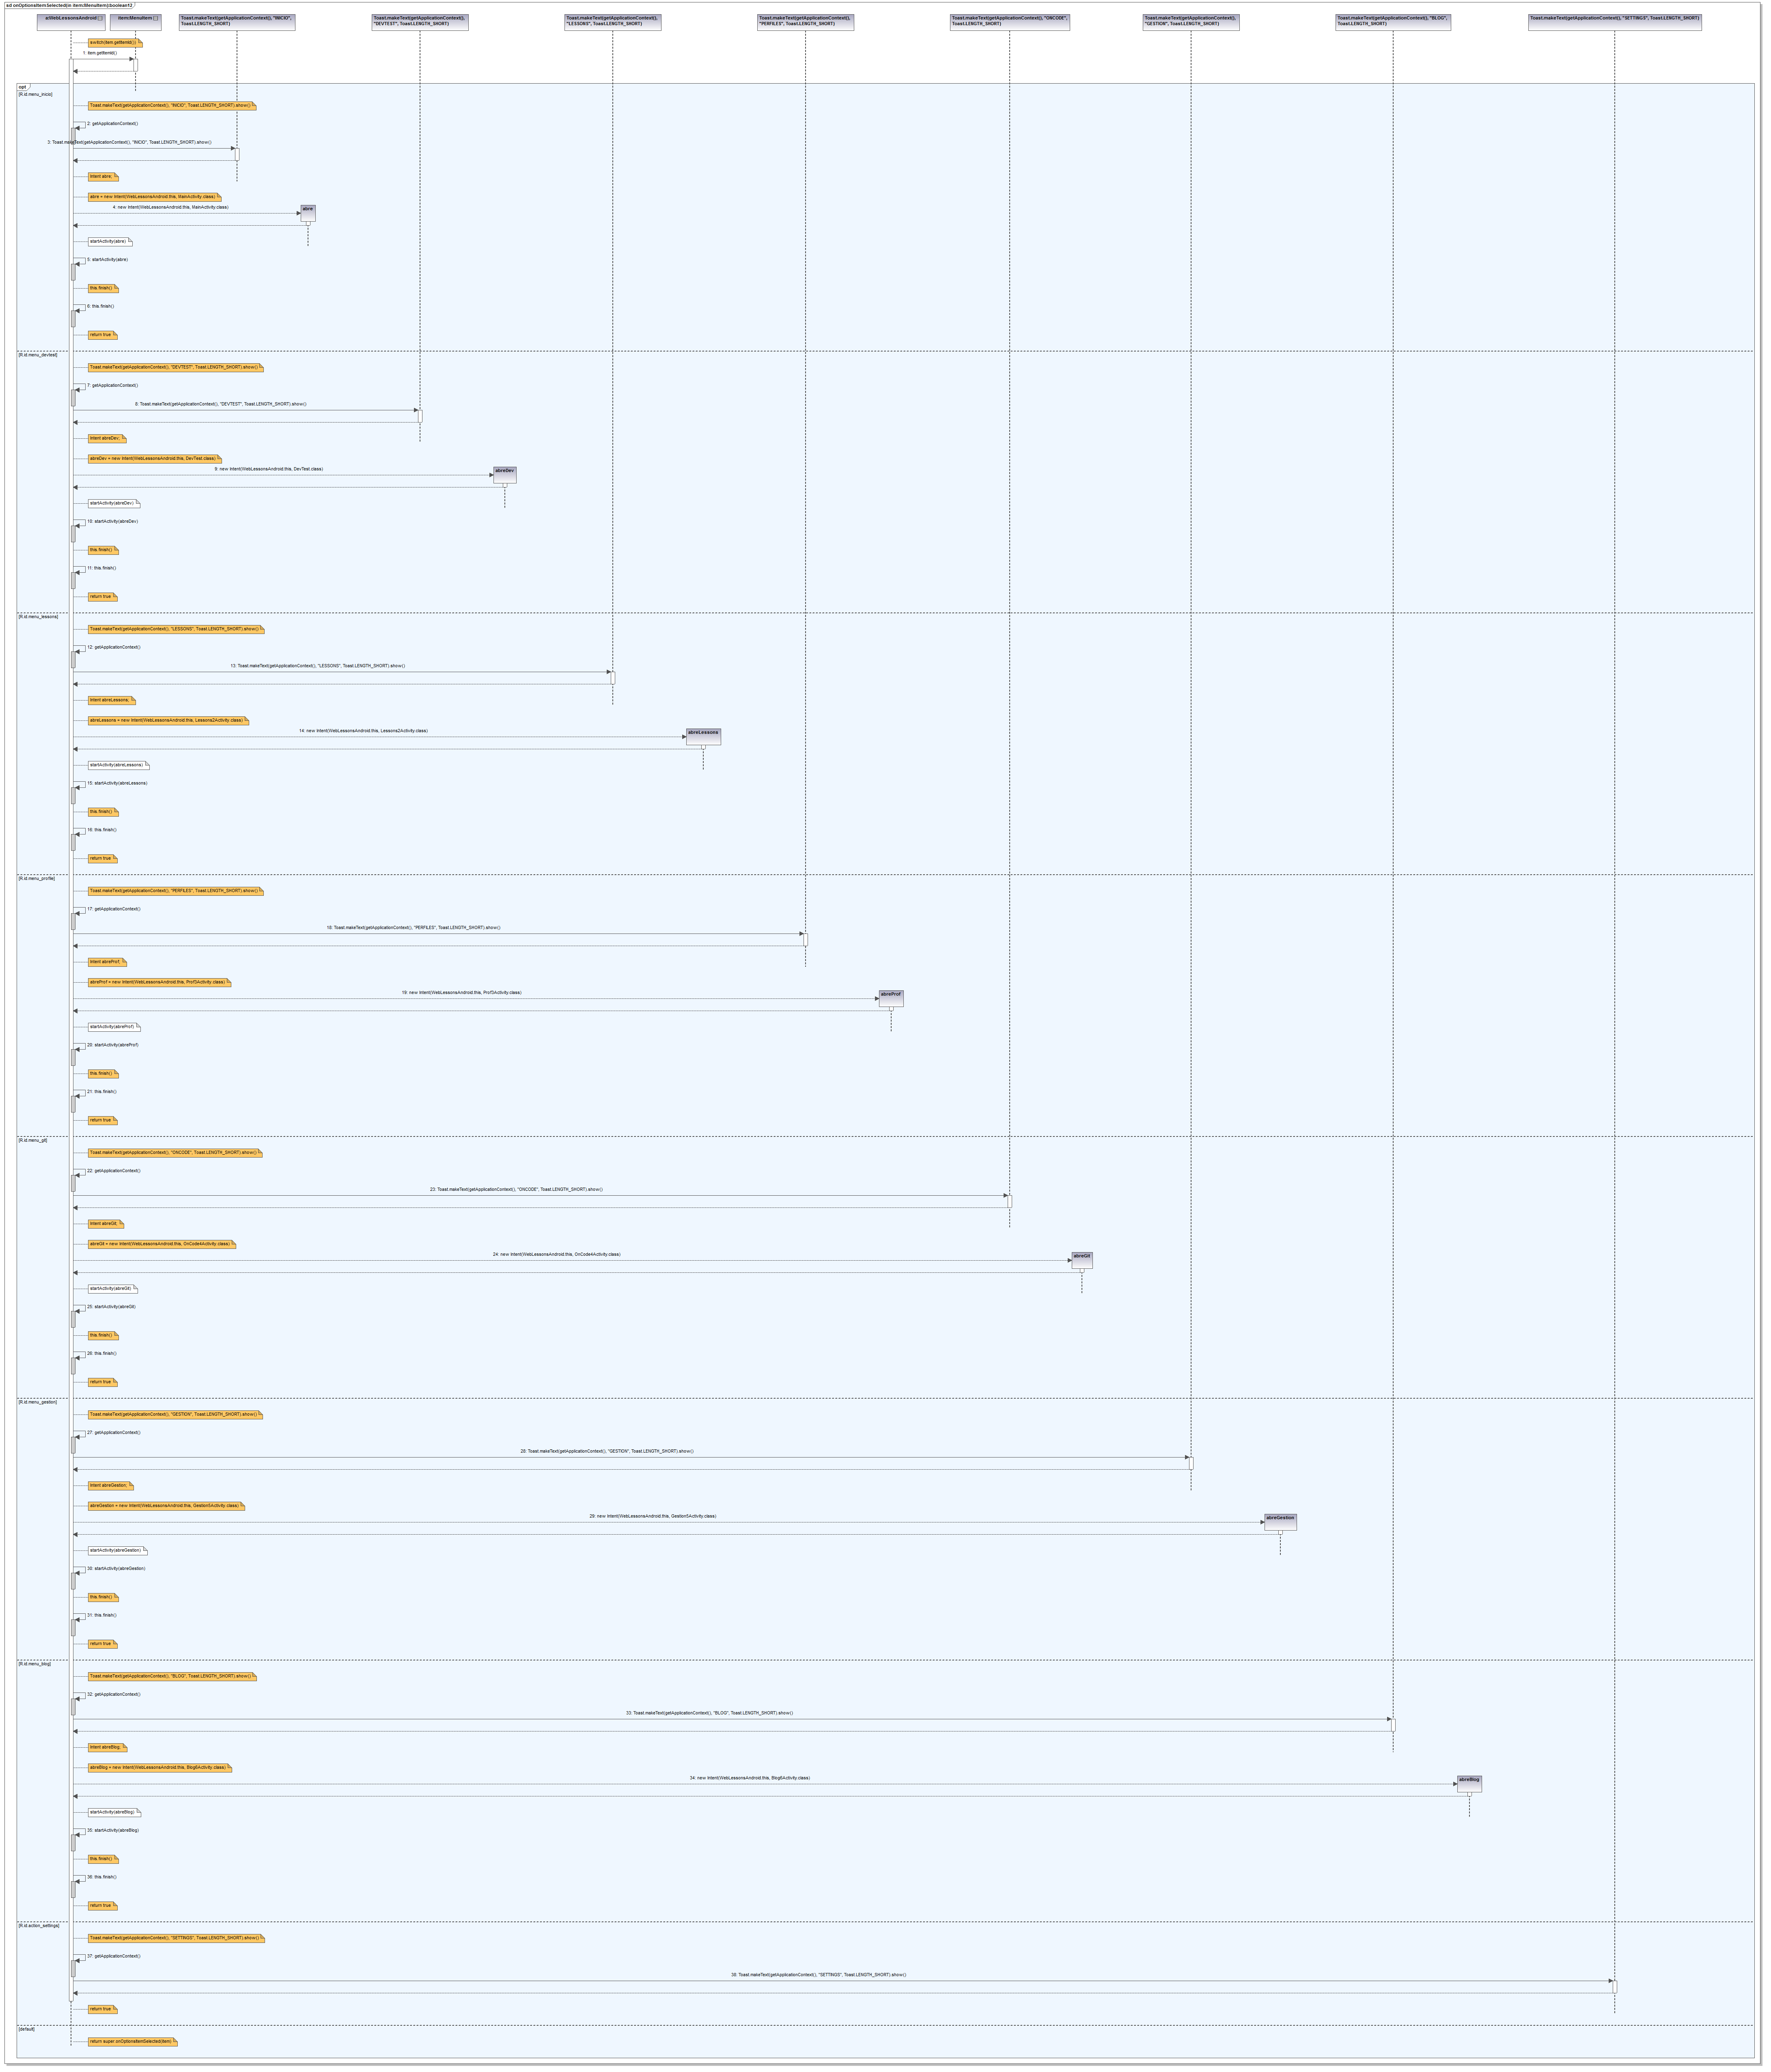 sd onOptionsItemSelected(in item:MenuItem):boolean12
a:WebLessonsAndroid
item:MenuItem
Toast.makeText(getApplicationContext(), "INICIO",
Toast.LENGTH_SHORT)
Toast.makeText(getApplicationContext(),
"DEVTEST", Toast.LENGTH_SHORT)
Toast.makeText(getApplicationContext(),
"LESSONS", Toast.LENGTH_SHORT)
Toast.makeText(getApplicationContext(),
"PERFILES", Toast.LENGTH_SHORT)
Toast.makeText(getApplicationContext(), "ONCODE",
Toast.LENGTH_SHORT)
Toast.makeText(getApplicationContext(),
"GESTION", Toast.LENGTH_SHORT)
Toast.makeText(getApplicationContext(), "BLOG",
Toast.LENGTH_SHORT)
Toast.makeText(getApplicationContext(), "SETTINGS", Toast.LENGTH_SHORT)
switch(item.getItemId())
1: item.getItemId()
opt
[R.id.menu_inicio]
Toast.makeText(getApplicationContext(), "INICIO", Toast.LENGTH_SHORT).show()
2: getApplicationContext()
3: Toast.makeText(getApplicationContext(), "INICIO", Toast.LENGTH_SHORT).show()
Intent abre;
abre = new Intent(WebLessonsAndroid.this, MainActivity.class)
4: new Intent(WebLessonsAndroid.this, MainActivity.class)
abre
startActivity(abre)
5: startActivity(abre)
this.finish()
6: this.finish()
return true
[R.id.menu_devtest]
Toast.makeText(getApplicationContext(), "DEVTEST", Toast.LENGTH_SHORT).show()
7: getApplicationContext()
8: Toast.makeText(getApplicationContext(), "DEVTEST", Toast.LENGTH_SHORT).show()
Intent abreDev;
abreDev = new Intent(WebLessonsAndroid.this, DevTest.class)
9: new Intent(WebLessonsAndroid.this, DevTest.class)
abreDev
startActivity(abreDev)
10: startActivity(abreDev)
this.finish()
11: this.finish()
return true
[R.id.menu_lessons]
Toast.makeText(getApplicationContext(), "LESSONS", Toast.LENGTH_SHORT).show()
12: getApplicationContext()
13: Toast.makeText(getApplicationContext(), "LESSONS", Toast.LENGTH_SHORT).show()
Intent abreLessons;
abreLessons = new Intent(WebLessonsAndroid.this, Lessons2Activity.class)
14: new Intent(WebLessonsAndroid.this, Lessons2Activity.class)
abreLessons
startActivity(abreLessons)
15: startActivity(abreLessons)
this.finish()
16: this.finish()
return true
[R.id.menu_profile]
Toast.makeText(getApplicationContext(), "PERFILES", Toast.LENGTH_SHORT).show()
17: getApplicationContext()
18: Toast.makeText(getApplicationContext(), "PERFILES", Toast.LENGTH_SHORT).show()
Intent abreProf;
abreProf = new Intent(WebLessonsAndroid.this, Prof3Activity.class)
19: new Intent(WebLessonsAndroid.this, Prof3Activity.class)
abreProf
startActivity(abreProf)
20: startActivity(abreProf)
this.finish()
21: this.finish()
return true
[R.id.menu_git]
Toast.makeText(getApplicationContext(), "ONCODE", Toast.LENGTH_SHORT).show()
22: getApplicationContext()
23: Toast.makeText(getApplicationContext(), "ONCODE", Toast.LENGTH_SHORT).show()
Intent abreGit;
abreGit = new Intent(WebLessonsAndroid.this, OnCode4Activity.class)
24: new Intent(WebLessonsAndroid.this, OnCode4Activity.class)
abreGit
startActivity(abreGit)
25: startActivity(abreGit)
this.finish()
26: this.finish()
return true
[R.id.menu_gestion]
Toast.makeText(getApplicationContext(), "GESTION", Toast.LENGTH_SHORT).show()
27: getApplicationContext()
28: Toast.makeText(getApplicationContext(), "GESTION", Toast.LENGTH_SHORT).show()
Intent abreGestion;
abreGestion = new Intent(WebLessonsAndroid.this, Gestion5Activity.class)
29: new Intent(WebLessonsAndroid.this, Gestion5Activity.class)
abreGestion
startActivity(abreGestion)
30: startActivity(abreGestion)
this.finish()
31: this.finish()
return true
[R.id.menu_blog]
Toast.makeText(getApplicationContext(), "BLOG", Toast.LENGTH_SHORT).show()
32: getApplicationContext()
33: Toast.makeText(getApplicationContext(), "BLOG", Toast.LENGTH_SHORT).show()
Intent abreBlog;
abreBlog = new Intent(WebLessonsAndroid.this, Blog6Activity.class)
34: new Intent(WebLessonsAndroid.this, Blog6Activity.class)
abreBlog
startActivity(abreBlog)
35: startActivity(abreBlog)
this.finish()
36: this.finish()
return true
[R.id.action_settings]
Toast.makeText(getApplicationContext(), "SETTINGS", Toast.LENGTH_SHORT).show()
37: getApplicationContext()
38: Toast.makeText(getApplicationContext(), "SETTINGS", Toast.LENGTH_SHORT).show()
return true
[default]
return super.onOptionsItemSelected(item)